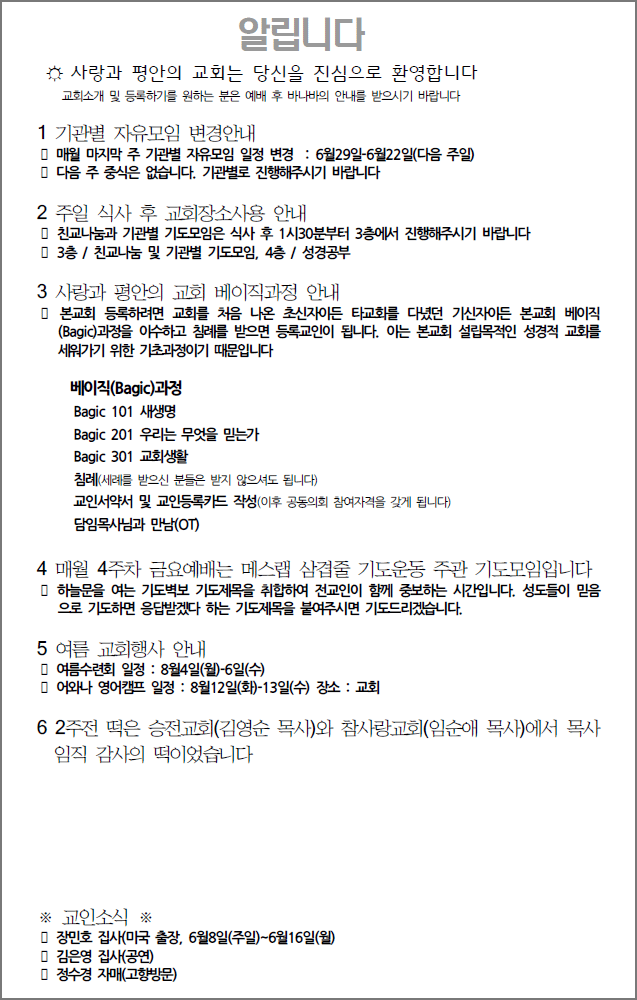 알립니다
☼ 사랑과 평안의 교회는 당신을 진심으로 환영합니다
교회소개 및 등록하기를 원하는 분은 예배 후 바나바의 안내를 받으시기 바랍니다
1 기관별 자유모임 변경안내
▯ 매월 마지막 주 기관별 자유모임 일정 변경 : 6월29일-6월22일(다음 주일)
▯ 다음 주 중식은 없습니다. 기관별로 진행해주시기 바랍니다
2 주일 식사 후 교회장소사용 안내
▯ 친교나눔과 기관별 기도모임은 식사 후 1시30분부터 3층에서 진행해주시기 바랍니다
▯ 3층 / 친교나눔 및 기관별 기도모임, 4층 / 성경공부
3 사랑과 평안의 교회 베이직과정 안내
▯ 본교회 등록하려면 교회를 처음 나온 초신자이든 타교회를 다녔던 기신자이든 본교회 베이직
(Bagic)과정을 이수하고 침례를 받으면 등록교인이 됩니다. 이는 본교회 설립목적인 성경적 교회를
세워가기 위한 기초과정이기 때문입니다
베이직(Bagic)과정
Bagic 101 새생명
Bagic 201 우리는 무엇을 믿는가
Bagic 301 교회생활
침례(세례를 받으신 분들은 받지 않으셔도 됩니다)
교인서약서 및 교인등록카드 작성(이후 공동의회 참여자격을 갖게 됩니다)
담임목사님과 만남(OT)
4 매월 4주차 금요예배는 메스랩 삼겹줄 기도운동 주관 기도모임입니다
▯ 하늘문을 여는 기도벽보 기도제목을 취합하여 전교인이 함께 중보하는 시간입니다. 성도들이 믿음
으로 기도하면 응답받겠다 하는 기도제목을 붙여주시면 기도드리겠습니다.
5 여름 교회행사 안내
▯ 여름수련회 일정 : 8월4일(월)-6일(수)
▯ 어와나 영어캠프 일정 : 8월12일(화)-13일(수) 장소 : 교회
6 2주전 떡은 승전교회(김영순 목사)와 참사랑교회(임순애 목사)에서 목사
임직 감사의 떡이었습니다
※ 교인소식 ※
▯ 장민호 집사(미국 출장, 6월8일(주일)~6월16일(월)
▯ 김은영 집사(공연)
▯ 정수경 자매(고향방문)